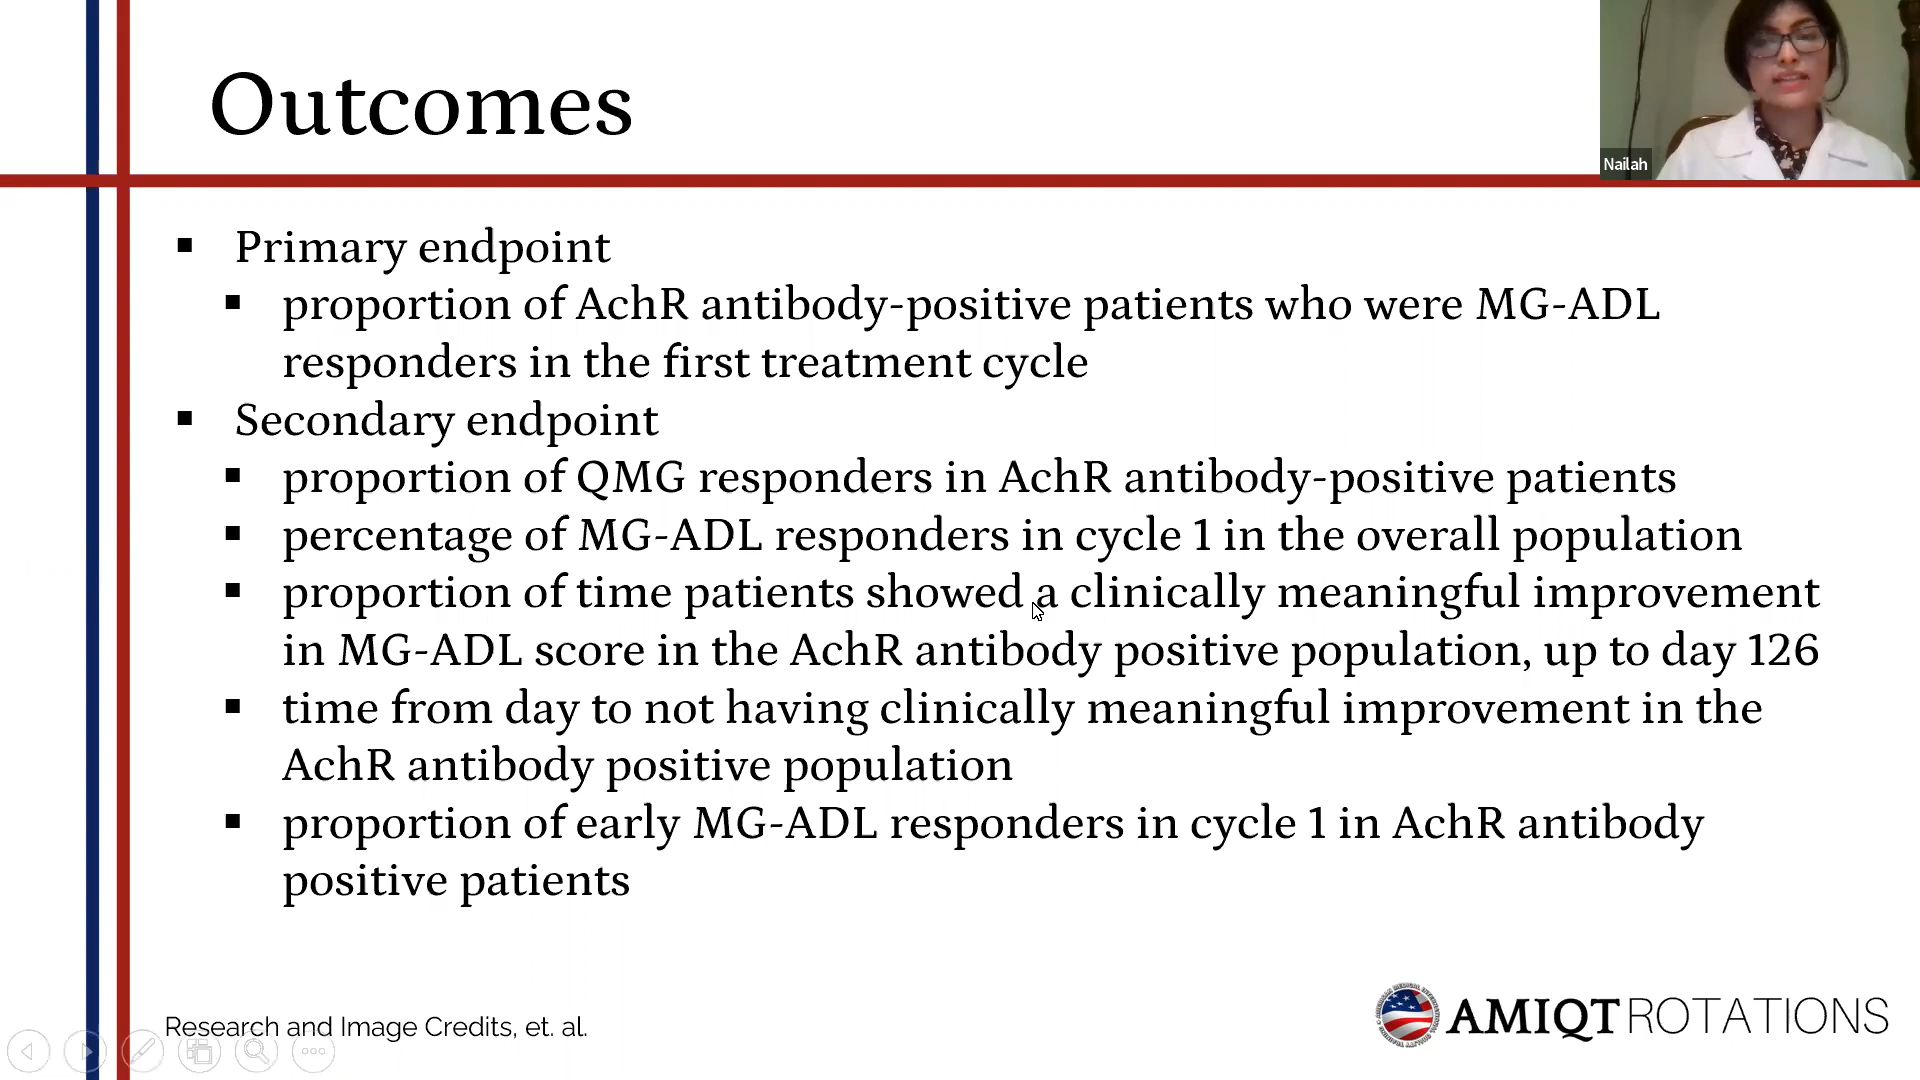 Outcomes
Nailah
▪ Primary endpoint
▪ proportion of AchR antibody-positive patients who were MG-ADL
responders in the first treatment cycle
▪ Secondary endpoint
▪ proportion of QMG responders in AchR antibody-positive patients
▪ percentage of MG-ADL responders in cycle 1 in the overall population
▪ proportion of time patients showed a clinically meaningful improvement
in MG-ADL score in the AchR antibody positive population, up to day 126
▪ time from day to not having clinically meaningful improvement in the
AchR antibody positive population
▪ proportion of early MG-ADL responders in cycle 1 in AchR antibody
positive patients
Research and Image Credits, et. al.
AMIQT ROTATIONS